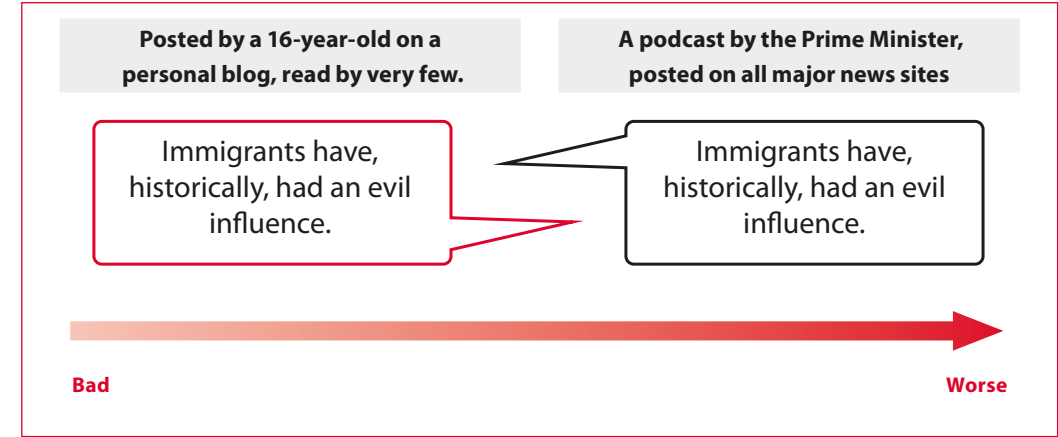 Posted by a 16-year-old on a
personal blog, read by very few.
A podcast by the Prime Minister,
posted on all major news sites
Immigrants have,
historically, had an evil
influence.
Immigrants have,
historically, had an evil
influence.
Bad
Worse